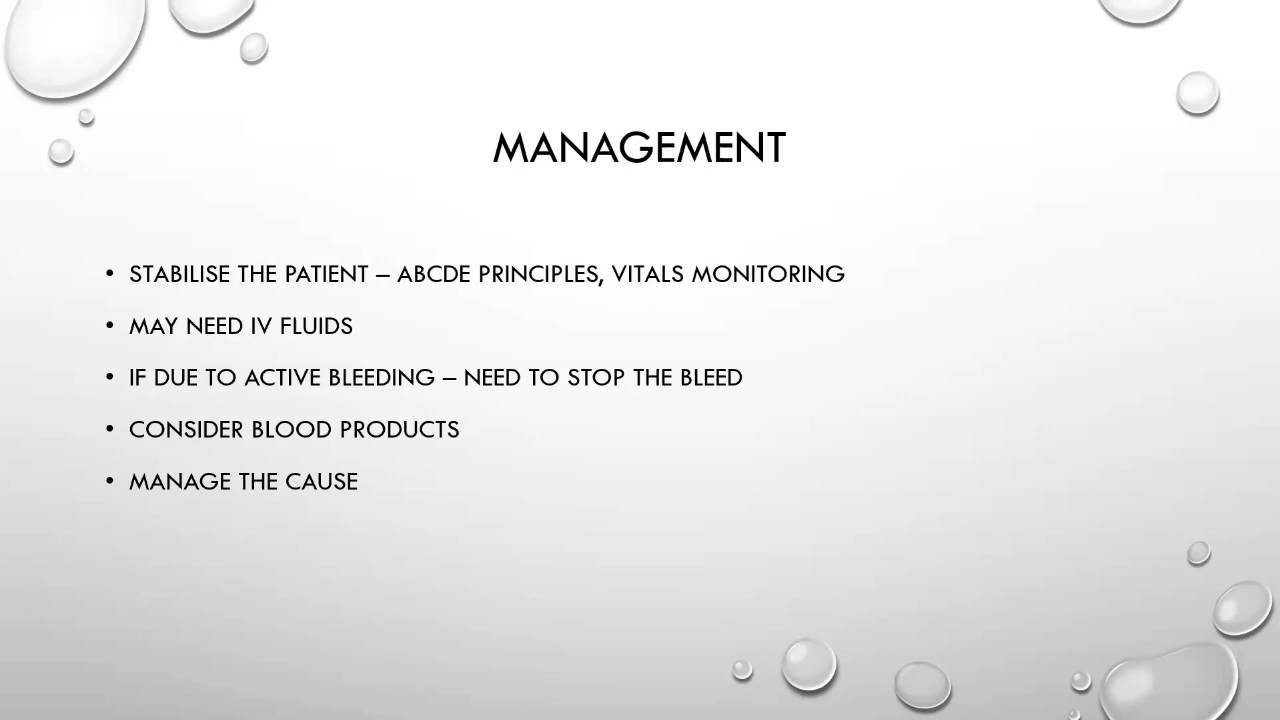 MANAGEMENT
• STABILISE THE PATIENT – ABCDE PRINCIPLES, VITALS MONITORING
• MAY NEED IV FLUIDS
• IF DUE TO ACTIVE BLEEDING – NEED TO STOP THE BLEED
• CONSIDER BLOOD PRODUCTS
• MANAGE THE CAUSE